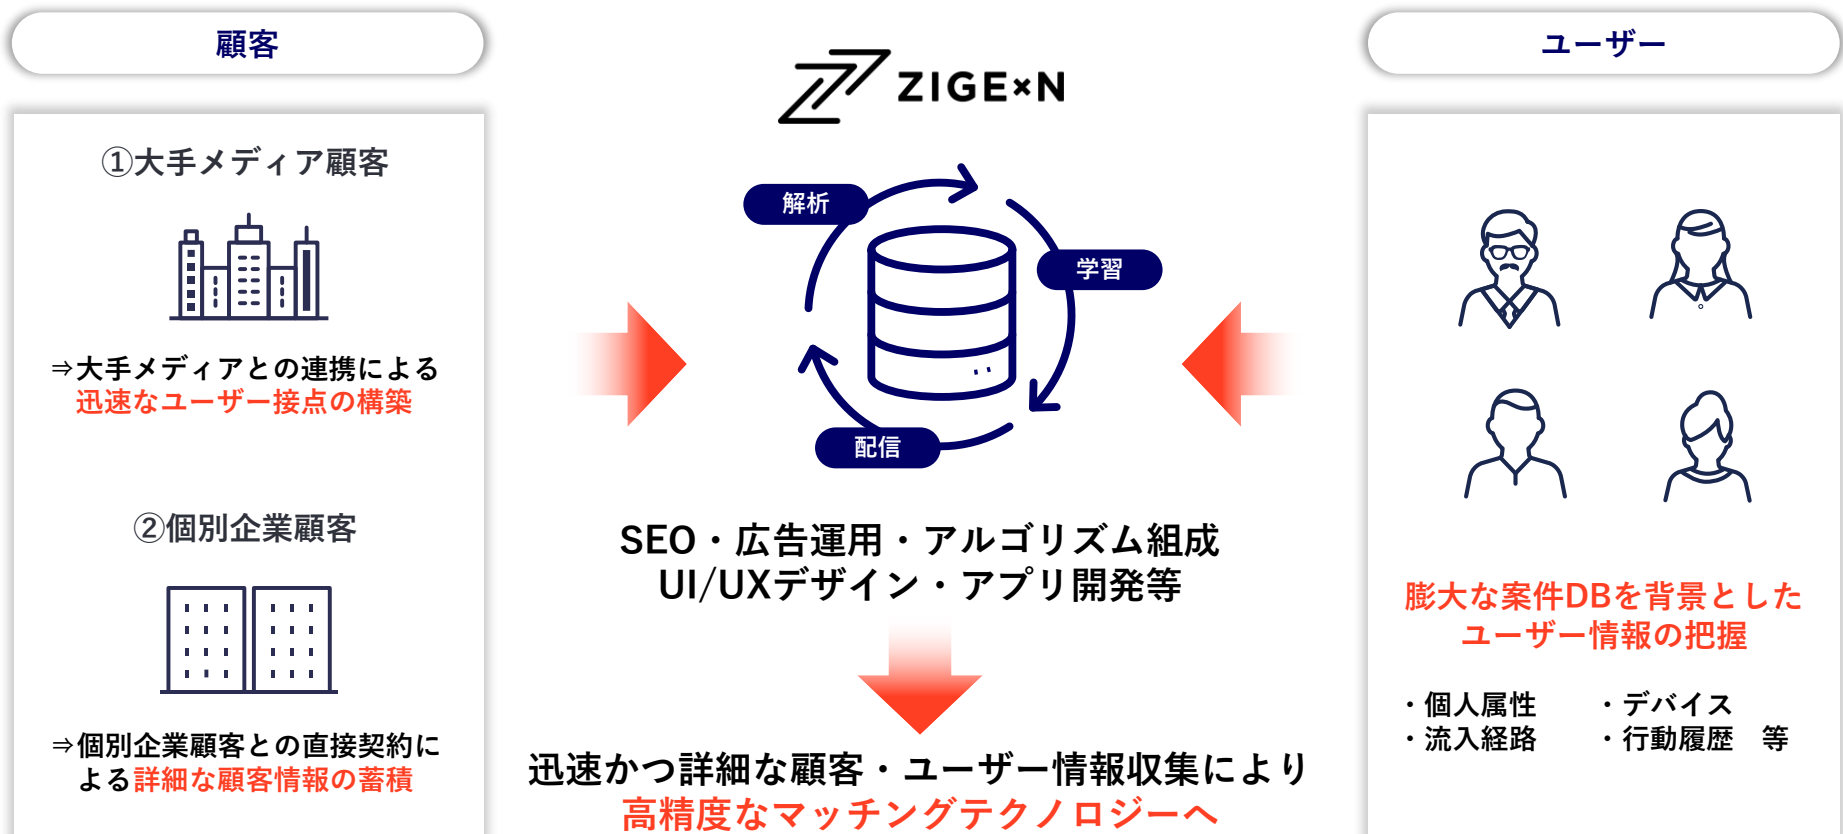 顧客
①大手メディア顧客
⇒大手メディアとの連携による
迅速なユーザー接点の構築
②個別企業顧客
⇒個別企業顧客との直接契約に
よる詳細な顧客情報の蓄積
ZIGE×N
解析
学習
配信
SEO・広告運用・アルゴリズム組成
UI/UXデザイン・アプリ開発等
迅速かつ詳細な顧客・ユーザー情報収集により
高精度なマッチングテクノロジーへ
ユーザー
膨大な案件DBを背景とした
ユーザー情報の把握
・個人属性 ・デバイス
・流入経路 ・行動履歴 等